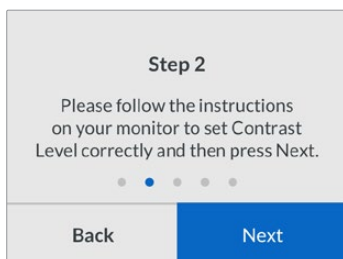 Step 2
Please follow the instructions
on your monitor to set Contrast
Level correctly and then press Next.
Back
Next